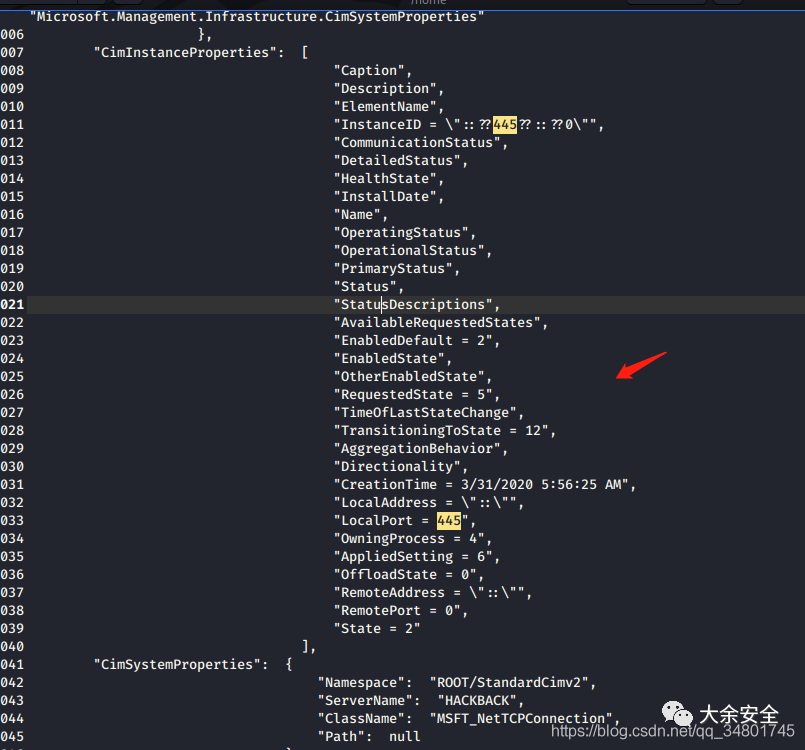 /home
"Microsoft.Management.Infrastructure.CimSystemProperties"
006 },
007 "CimInstanceProperties": [
008 "Caption",
009 "Description",
010 "ElementName",
011 "InstanceID = \"::??445??::??0\"",
012 "CommunicationStatus",
013 "DetailedStatus",
014 "HealthState",
015 "InstallDate",
016 "Name",
017 "OperatingStatus",
018 "OperationalStatus",
019 "PrimaryStatus",
020 "Status",
021 "StatusDescriptions",
022 "AvailableRequestedStates",
023 "EnabledDefault = 2",
024 "EnabledState",
025 "OtherEnabledState",
026 "RequestedState = 5",
027 "TimeOfLastStateChange",
028 "TransitioningToState = 12",
029 "AggregationBehavior",
030 "Directionality",
031 "CreationTime = 3/31/2020 5:56:25 AM",
032 "LocalAddress = \"::\"",
033 "LocalPort = 445",
034 "OwningProcess = 4",
035 "AppliedSetting = 6",
036 "OffloadState = 0",
037 "RemoteAddress = \"::\"",
038 "RemotePort = 0",
039 "State = 2"
040 ],
041 "CimSystemProperties": {
042 "Namespace": "ROOT/StandardCimv2",
043 "ServerName": "HACKBACK",
044 "ClassName": "MSFT_NetTCPConnection",
045 "Path": null
大余安全
https://blog.csdn.net/qq_34801745